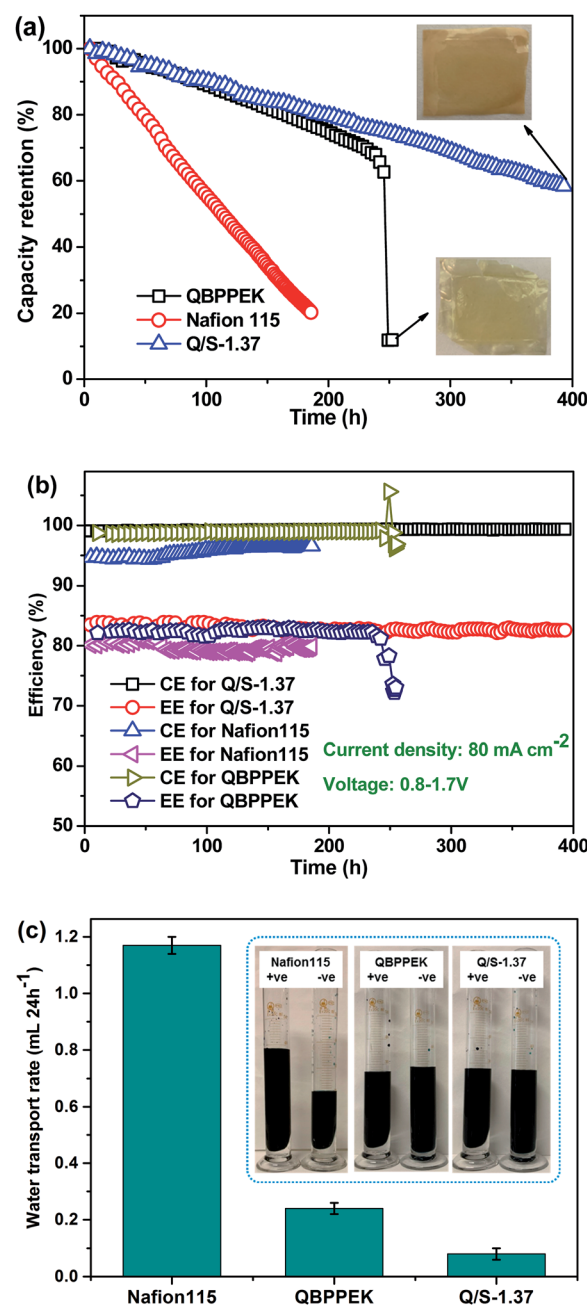 (a)
100
80
60
40
20
0
Capacity retention (%)
QBPPEK
Nafion 115
Q/S-1.37
0 100 200 300 400
Time (h)
(b)
100
90
80
70
60
50
Efficiency (%)
CE for Q/S-1.37
EE for Q/S-1.37
CE for Nafion115
EE for Nafion115
CE for QBPPEK
EE for QBPPEK
Current density: 80 mA cm-2
Voltage: 0.8-1.7V
0 100 200 300 400
Time (h)
(c)
1.2
1.0
0.8
0.6
0.4
0.2
0.0
Water transport rate (mL 24h-1)
Nafion115 QBPPEK Q/S-1.37
+ve -ve +ve -ve +ve -ve
Nafion115 QBPPEK Q/S-1.37